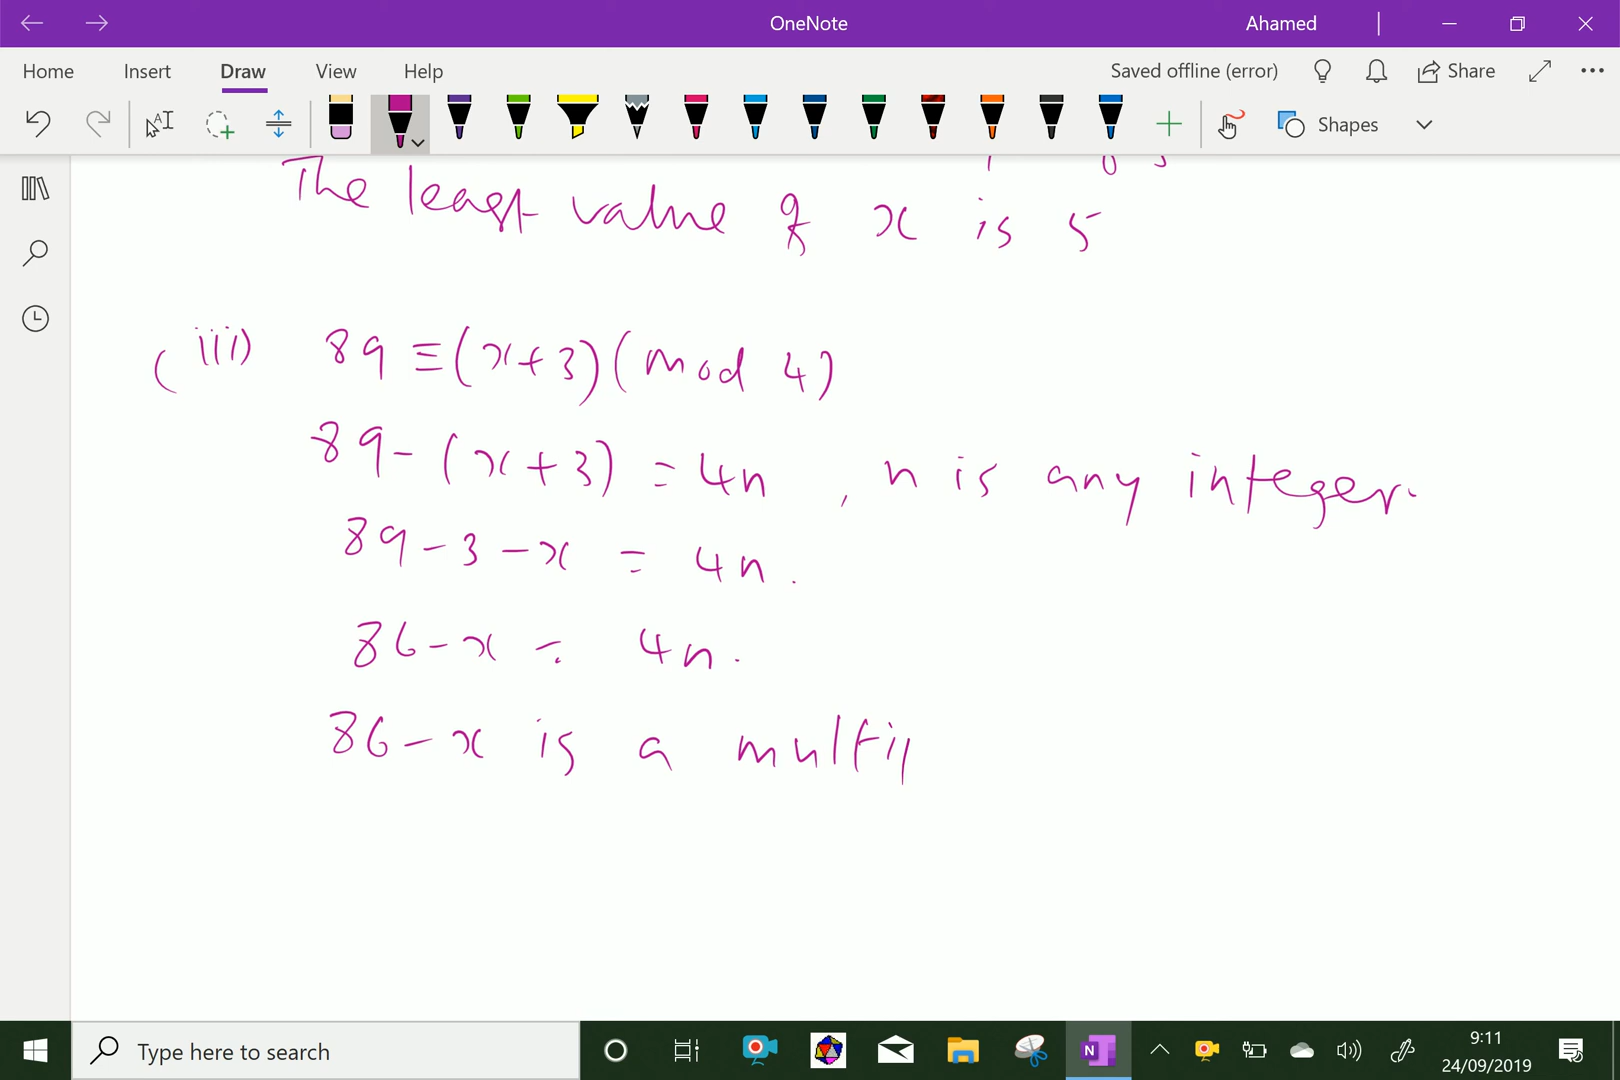 OneNote
Ahamed
Home Insert Draw View Help
Saved offline (error) Share
Shapes
The least value of x is 5
(iii) 89 ≡ (x+3)(mod 4)
89 - (x+3) = 4n , n is any integer.
89 - 3 - x = 4n.
86 - x = 4n.
86 - x is a multip
Type here to search
N
9:11
24/09/2019